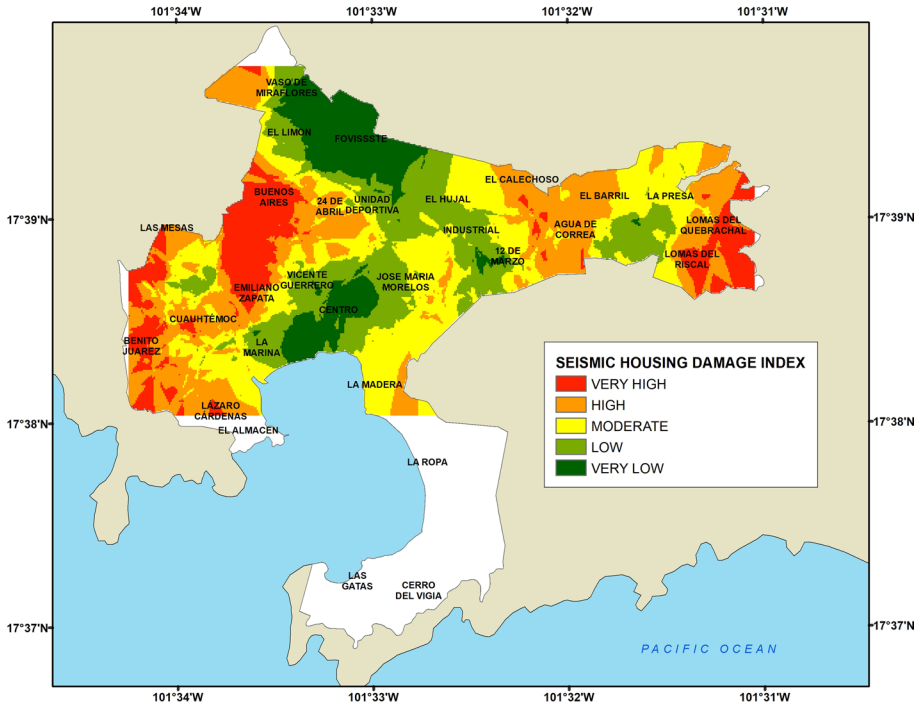 101°34'W
101°33'W
101°32'W
101°31'W
VASO DE
MIRAFLORES
EL LIMÓN
FOVISSSTE
EL CALECHOSO
BUENOS
AIRES
24 DE
ABRIL
UNIDAD
DEPORTIVA
EL HUJAL
EL BARRIL
LA PRESA
17°39'N
17°39'N
LAS MESAS
INDUSTRIAL
AGUA DE
CORREA
LOMAS DEL
QUEBRACHAL
12 DE
MARZO
LOMAS DEL
RISCAL
VICENTE
GUERRERO
JOSE MARIA
MORELOS
EMILIANO
ZAPATA
CENTRO
CUAUHTÉMOC
BENITO
JUAREZ
LA
MARINA
LA MADERA
LÁZARO
CÁRDENAS
EL ALMACEN
17°38'N
17°38'N
SEISMIC HOUSING DAMAGE INDEX
VERY HIGH
HIGH
MODERATE
LOW
VERY LOW
LA ROPA
LAS
GATAS
CERRO
DEL VIGIA
17°37'N
17°37'N
PACIFIC OCEAN
101°34'W
101°33'W
101°32'W
101°31'W